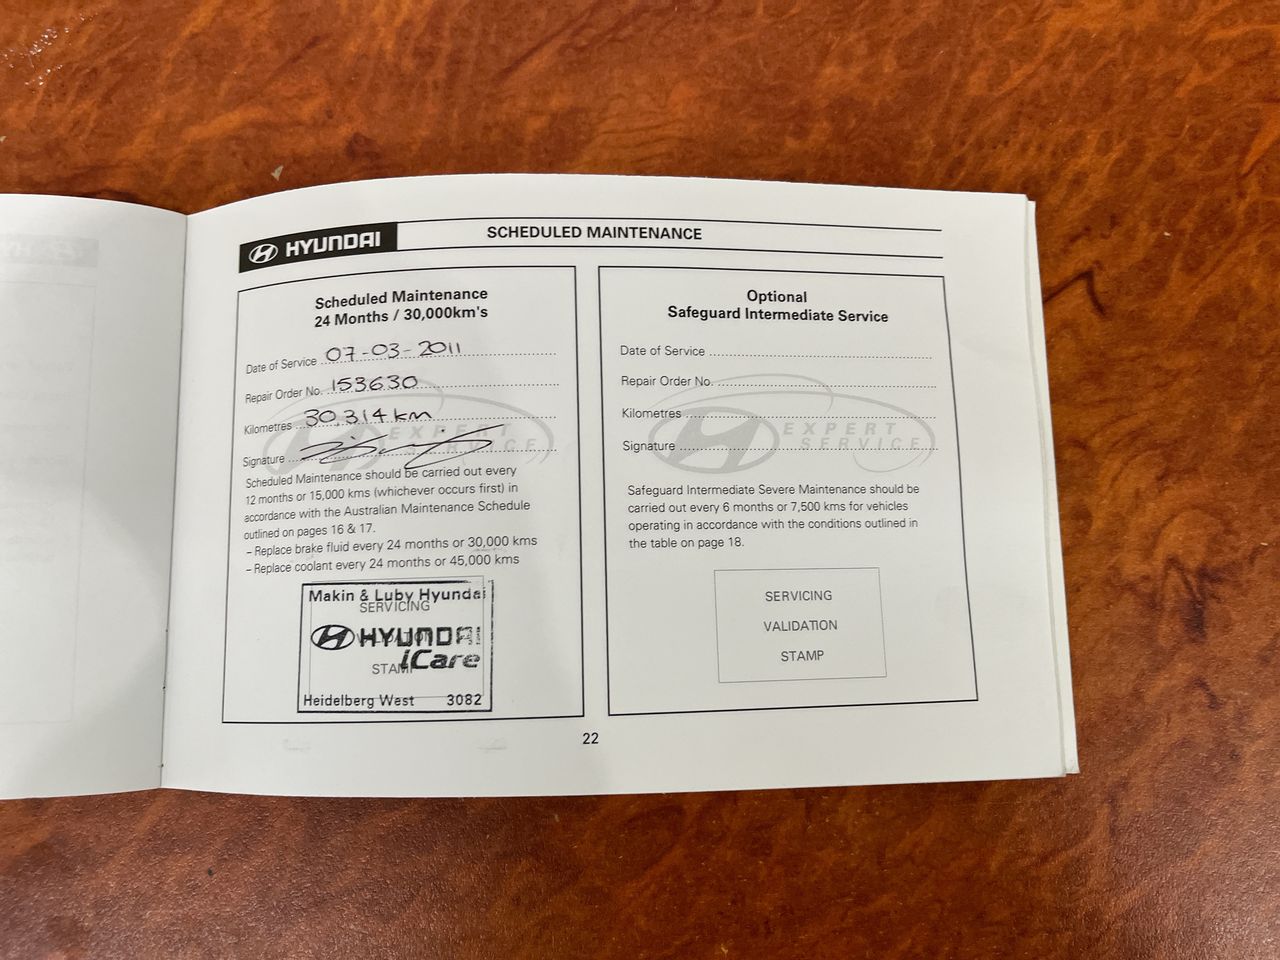 HYUNDAI
SCHEDULED MAINTENANCE
Scheduled Maintenance
24 Months / 30,000km's
Date of Service 07-03-2011
Repair Order No. 153630
Kilometres 30,314 km
Signature
EXPERT
SERVICE
Scheduled Maintenance should be carried out every
12 months or 15,000 kms (whichever occurs first) in
accordance with the Australian Maintenance Schedule
outlined on pages 16 & 17.
– Replace brake fluid every 24 months or 30,000 kms
– Replace coolant every 24 months or 45,000 kms
Makin & Luby Hyundai
SERVICING
VALIDATION
HYUNDAI
iCare
STAMP
Heidelberg West 3082
Optional
Safeguard Intermediate Service
Date of Service
Repair Order No.
Kilometres
Signature
EXPERT
SERVICE
Safeguard Intermediate Severe Maintenance should be
carried out every 6 months or 7,500 kms for vehicles
operating in accordance with the conditions outlined in
the table on page 18.
SERVICING
VALIDATION
STAMP
22